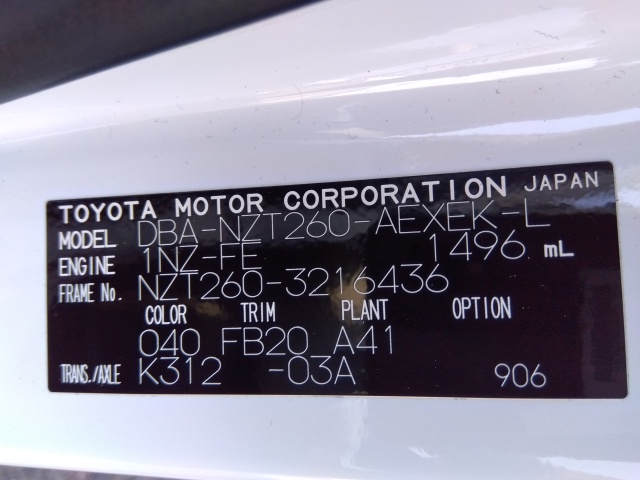 TOYOTA MOTOR CORPORATION JAPAN
MODEL DBA-NZT260-AEXEK-L
ENGINE 1NZ-FE 1496 mL
FRAME No. NZT260-3216436
COLOR TRIM PLANT OPTION
040 FB20 A41
TRANS./AXLE K312 -03A 906